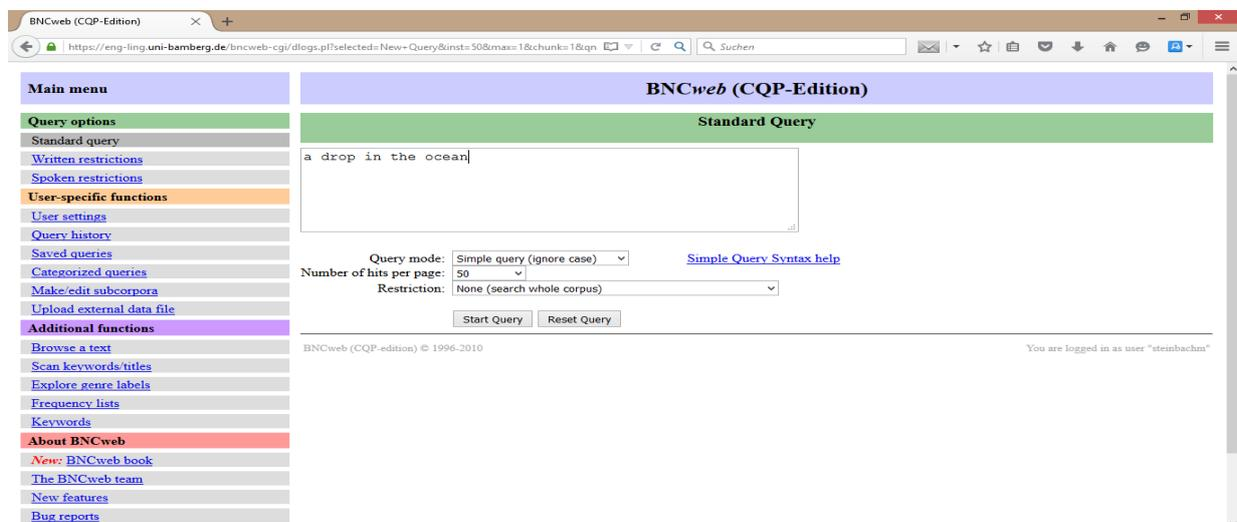 BNCweb (CQP-Edition)
https://eng-ling.uni-bamberg.de/bncweb-cgi/dlogs.pl?selected=New+Query&inst=50&max=1&chunk=1&qn
Suchen
Main menu
BNCweb (CQP-Edition)
Query options
Standard Query
Standard query
Written restrictions
Spoken restrictions
User-specific functions
User settings
Query history
Saved queries
Categorized queries
Make/edit subcorpora
Upload external data file
Additional functions
Browse a text
Scan keywords/titles
Explore genre labels
Frequency lists
Keywords
About BNCweb
New: BNCweb book
The BNCweb team
New features
Bug reports
a drop in the ocean
Query mode: Simple query (ignore case) Simple Query Syntax help
Number of hits per page: 50
Restriction: None (search whole corpus)
Start Query Reset Query
BNCweb (CQP-edition) © 1996-2010 You are logged in as user "steinbachm"